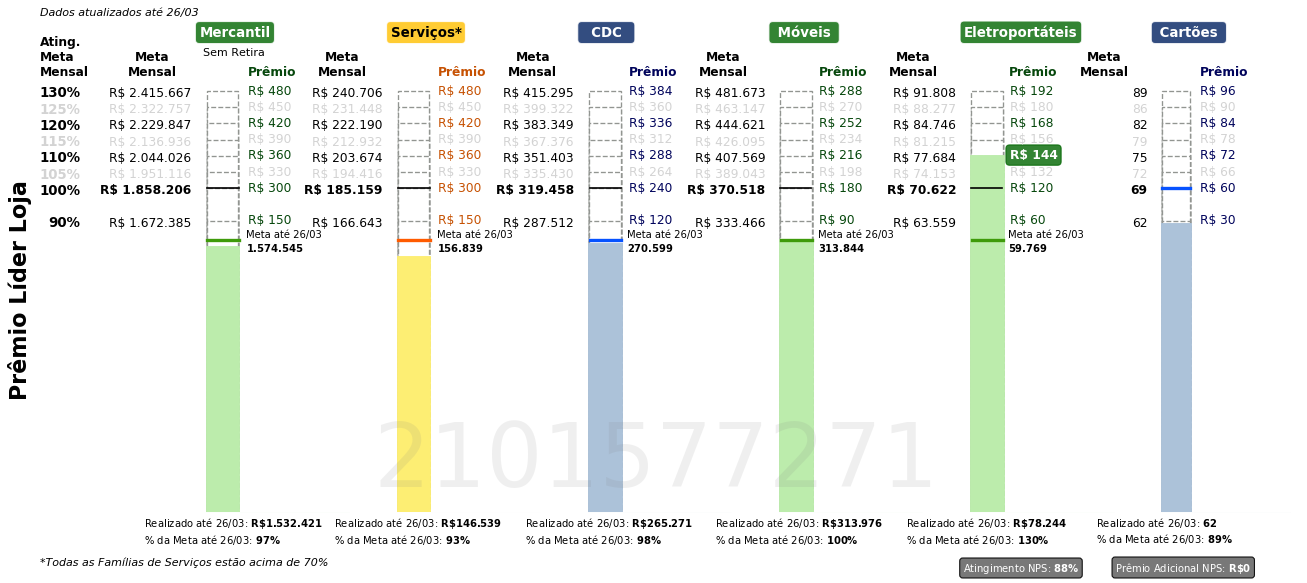 Dados atualizados até 26/03
Mercantil Serviços* CDC Móveis Eletroportáteis Cartões
Sem Retira
Ating. Meta Mensal Meta Mensal Prêmio Meta Mensal Prêmio Meta Mensal Prêmio Meta Mensal Prêmio Meta Mensal Prêmio Meta Mensal Prêmio
130% R$ 2.415.667 R$ 480 R$ 240.706 R$ 480 R$ 415.295 R$ 384 R$ 481.673 R$ 288 R$ 91.808 R$ 192 89 R$ 96
125% R$ 2.322.757 R$ 450 R$ 231.448 R$ 450 R$ 399.322 R$ 360 R$ 463.147 R$ 270 R$ 88.277 R$ 180 86 R$ 90
120% R$ 2.229.847 R$ 420 R$ 222.190 R$ 420 R$ 383.349 R$ 336 R$ 444.621 R$ 252 R$ 84.746 R$ 168 82 R$ 84
115% R$ 2.136.936 R$ 390 R$ 212.932 R$ 390 R$ 367.376 R$ 312 R$ 426.095 R$ 234 R$ 81.215 R$ 156 79 R$ 78
110% R$ 2.044.026 R$ 360 R$ 203.674 R$ 360 R$ 351.403 R$ 288 R$ 407.569 R$ 216 R$ 77.684 R$ 144 75 R$ 72
105% R$ 1.951.116 R$ 330 R$ 194.416 R$ 330 R$ 335.430 R$ 264 R$ 389.043 R$ 198 R$ 74.153 R$ 132 72 R$ 66
100% R$ 1.858.206 R$ 300 R$ 185.159 R$ 300 R$ 319.458 R$ 240 R$ 370.518 R$ 180 R$ 70.622 R$ 120 69 R$ 60
90% R$ 1.672.385 R$ 150 R$ 166.643 R$ 150 R$ 287.512 R$ 120 R$ 333.466 R$ 90 R$ 63.559 R$ 60 62 R$ 30
Meta até 26/03 Meta até 26/03 Meta até 26/03 Meta até 26/03 Meta até 26/03
1.574.545 156.839 270.599 313.844 59.769
Prêmio Líder Loja
2101577271
Realizado até 26/03: R$1.532.421 Realizado até 26/03: R$146.539 Realizado até 26/03: R$265.271 Realizado até 26/03: R$313.976 Realizado até 26/03: R$78.244 Realizado até 26/03: 62
% da Meta até 26/03: 97% % da Meta até 26/03: 93% % da Meta até 26/03: 98% % da Meta até 26/03: 100% % da Meta até 26/03: 130% % da Meta até 26/03: 89%
*Todas as Famílias de Serviços estão acima de 70% Atingimento NPS: 88% Prêmio Adicional NPS: R$0